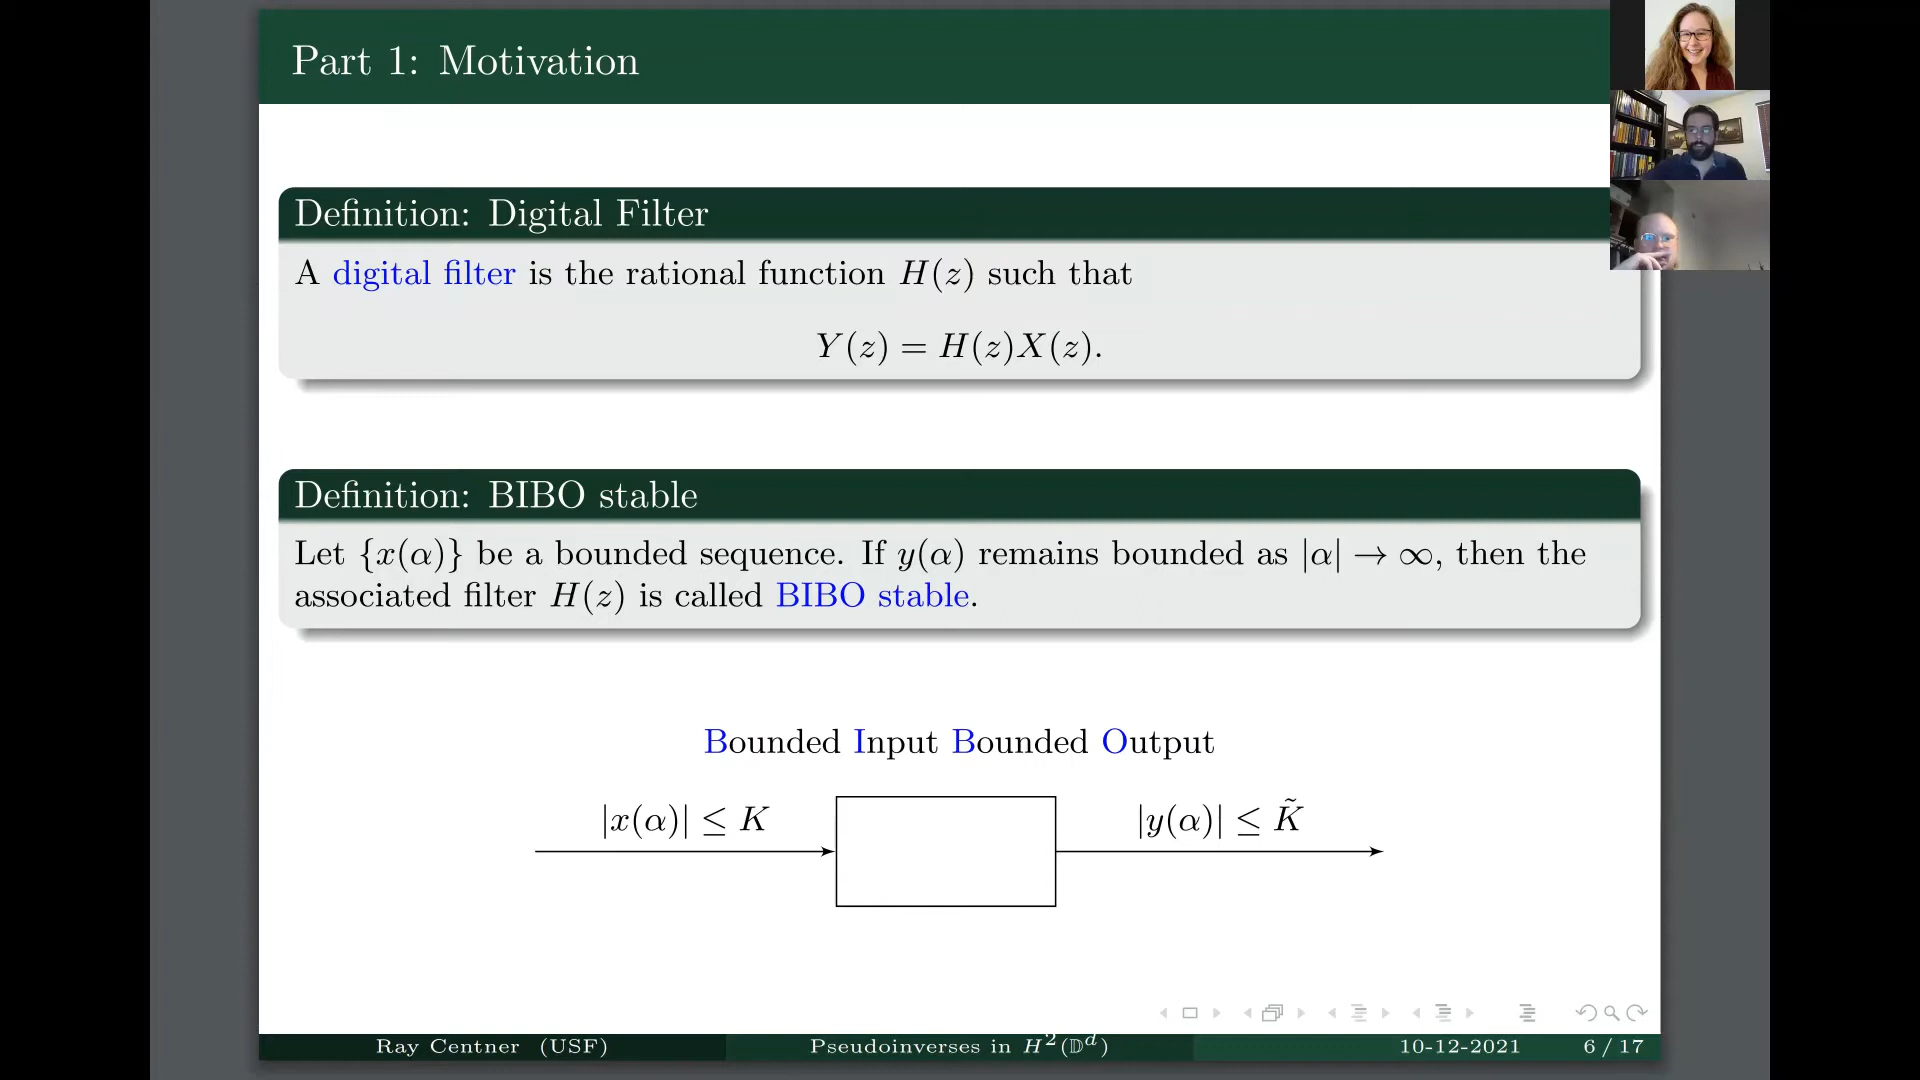 Part 1: Motivation
Definition: Digital Filter
A digital filter is the rational function H(z) such that
Y(z) = H(z)X(z).
Definition: BIBO stable
Let {x(α)} be a bounded sequence. If y(α) remains bounded as |α| → ∞, then the
associated filter H(z) is called BIBO stable.
Bounded Input Bounded Output
|x(α)| ≤ K
|y(α)| ≤ K̃
Ray Centner (USF) Pseudoinverses in H²(𝔻ᵈ) 10-12-2021 6 / 17